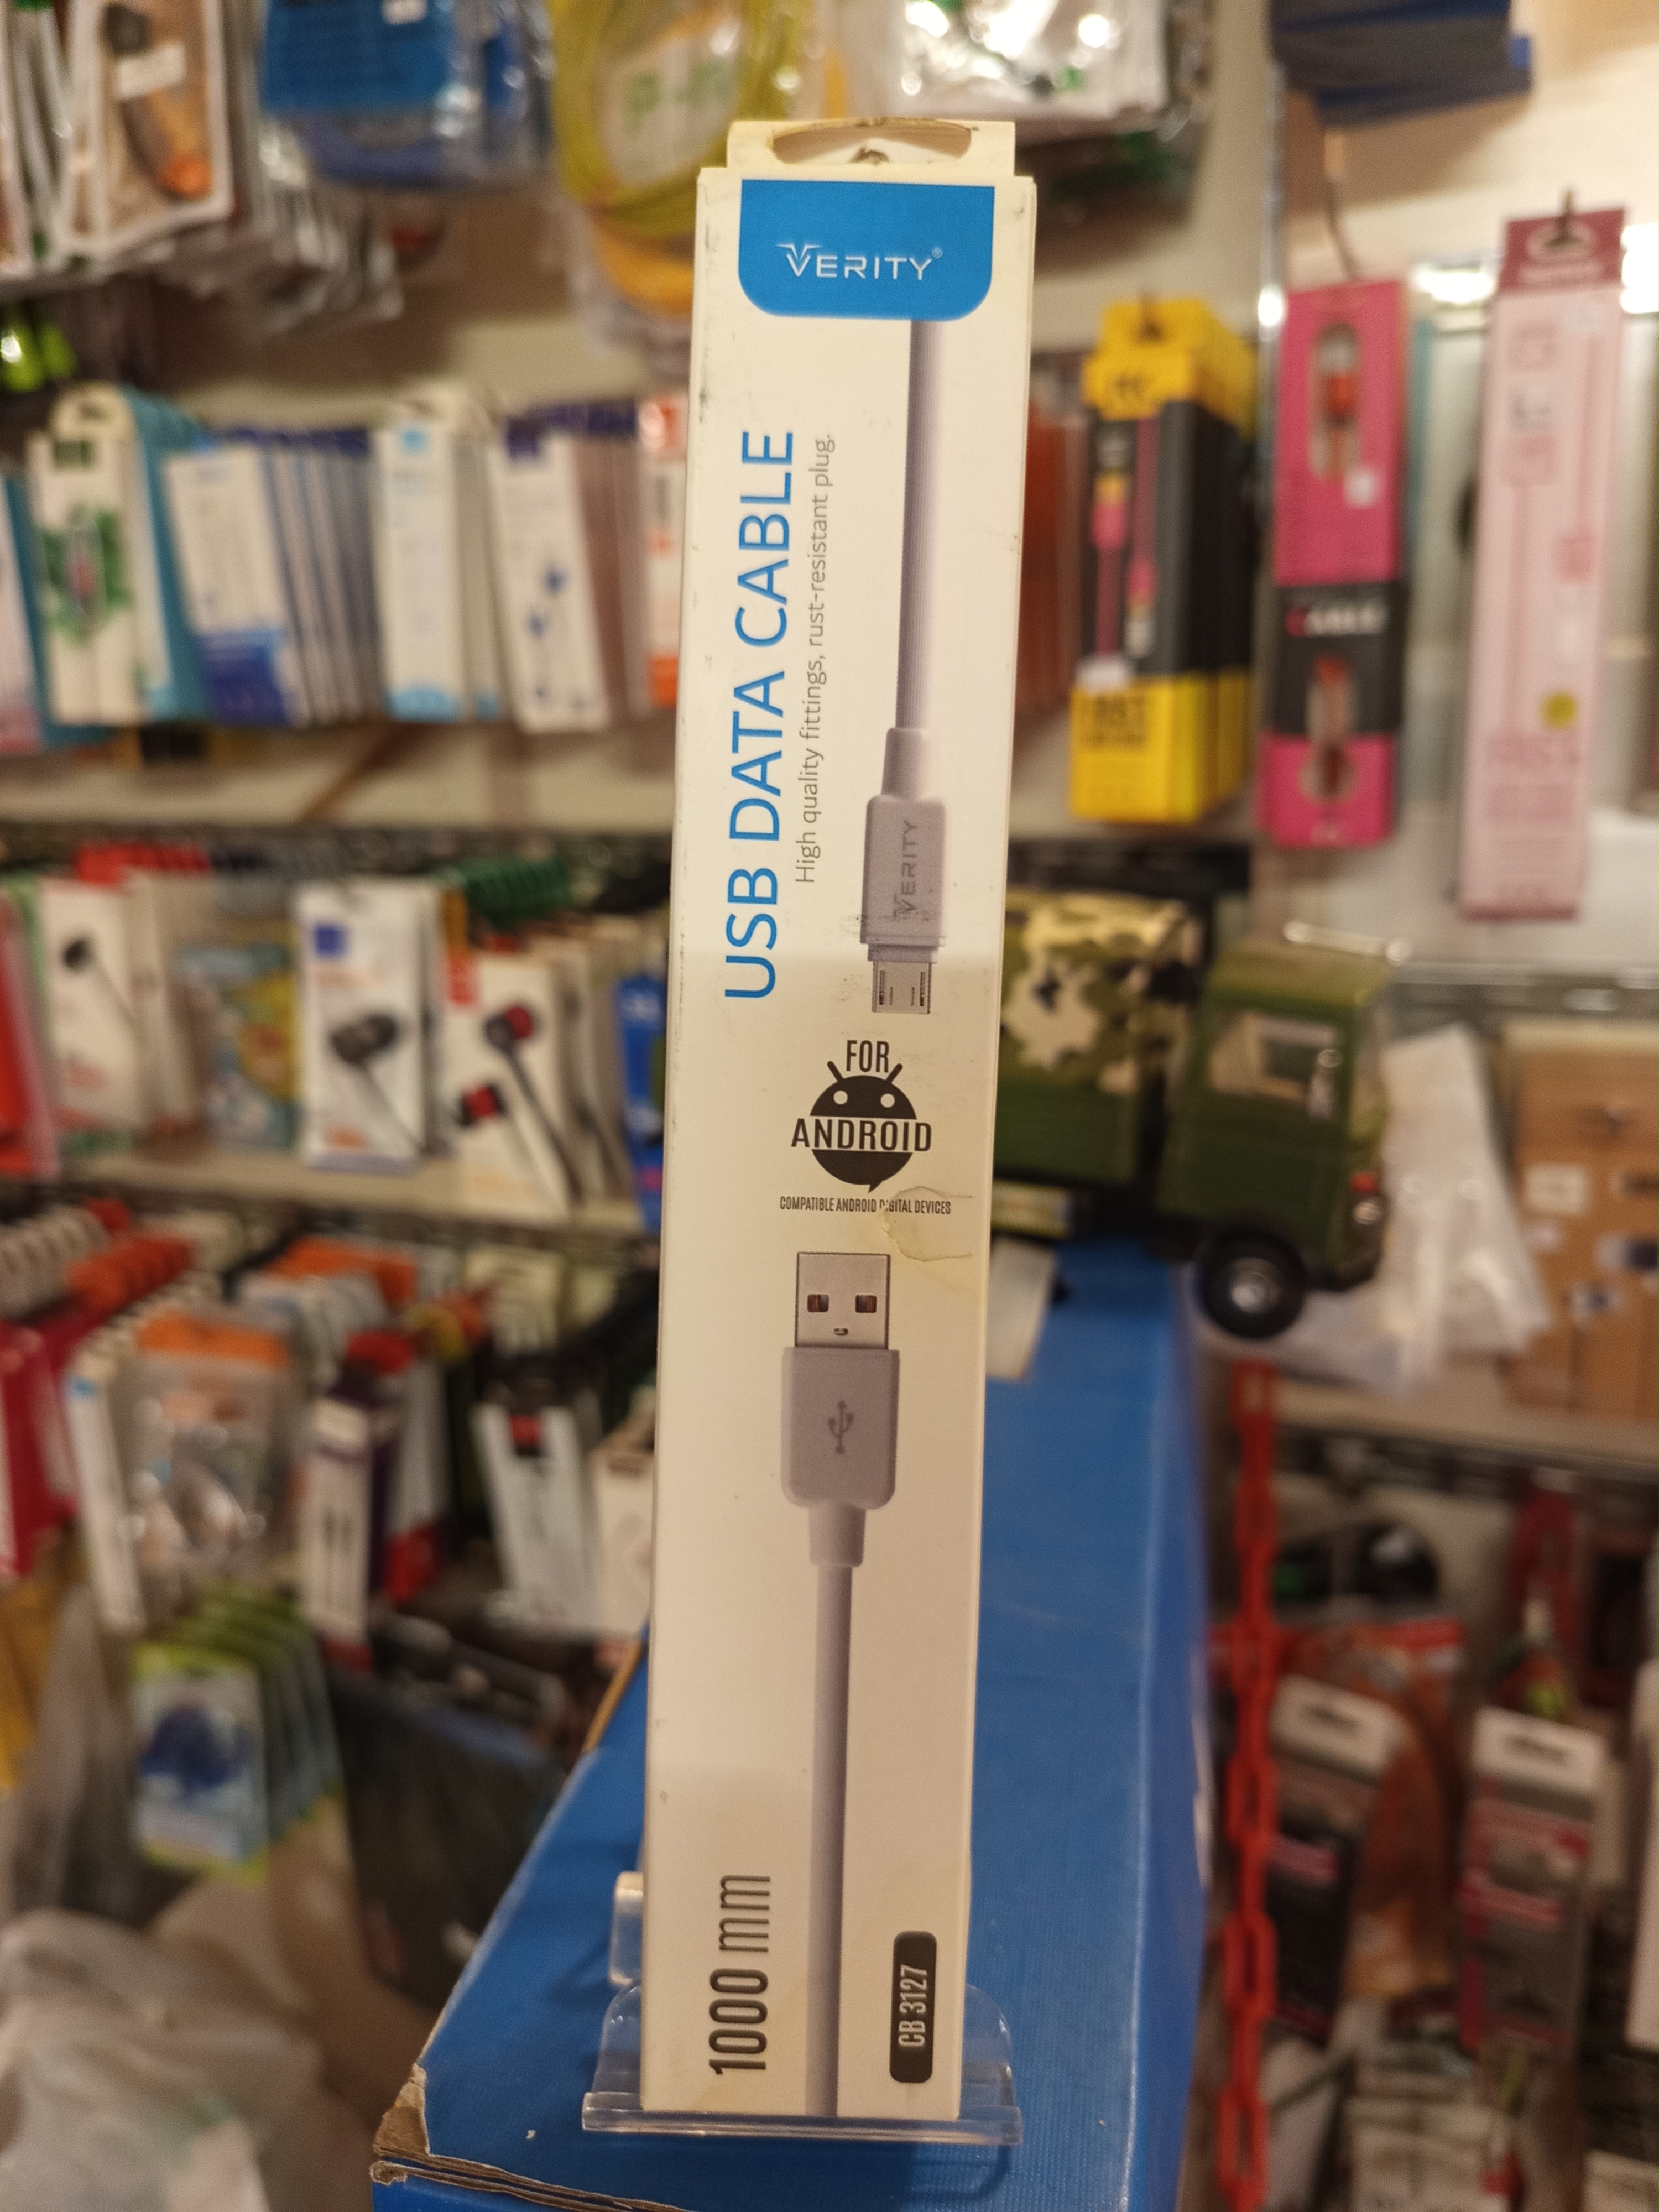 VERITY®
USB DATA CABLE
High quality fittings, rust-resistant plug.
VERITY
FOR
ANDROID
COMPATIBLE ANDROID DIGITAL DEVICES
1000 mm
CB 3127
CABLE